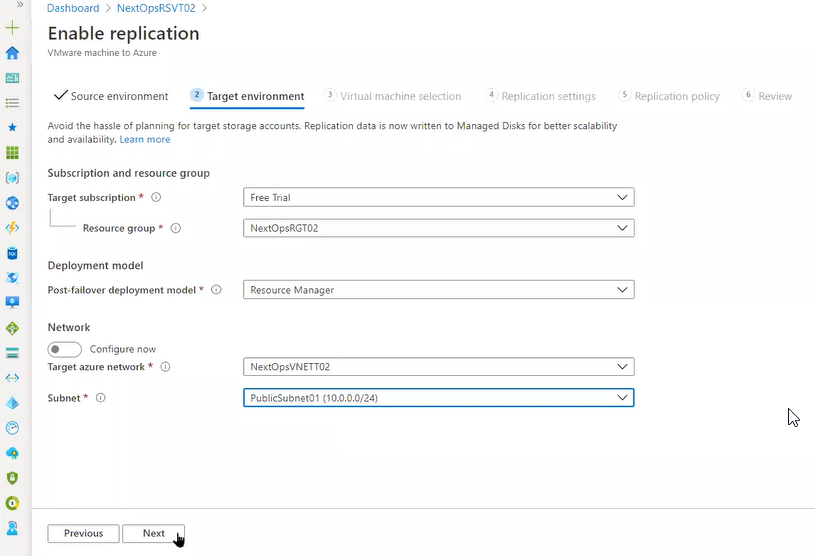 Dashboard > NextOpsRSVT02 >
Enable replication
VMware machine to Azure
Source environment 2 Target environment 3 Virtual machine selection 4 Replication settings 5 Replication policy 6 Review
Avoid the hassle of planning for target storage accounts. Replication data is now written to Managed Disks for better scalability
and availability. Learn more
Subscription and resource group
Target subscription * Free Trial
Resource group * NextOpsRGT02
Deployment model
Post-failover deployment model * Resource Manager
Network
Configure now
Target azure network * NextOpsVNETT02
Subnet * PublicSubnet01 (10.0.0.0/24)
Previous Next